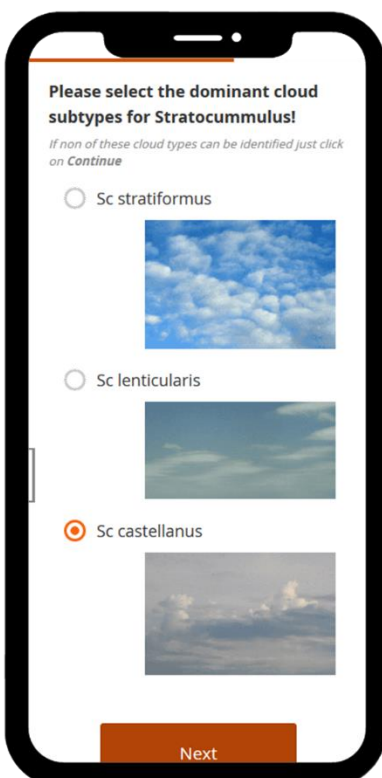 Please select the dominant cloud
subtypes for Stratocummulus!
If non of these cloud types can be identified just click
on Continue
Sc stratiformus
Sc lenticularis
Sc castellanus
Next